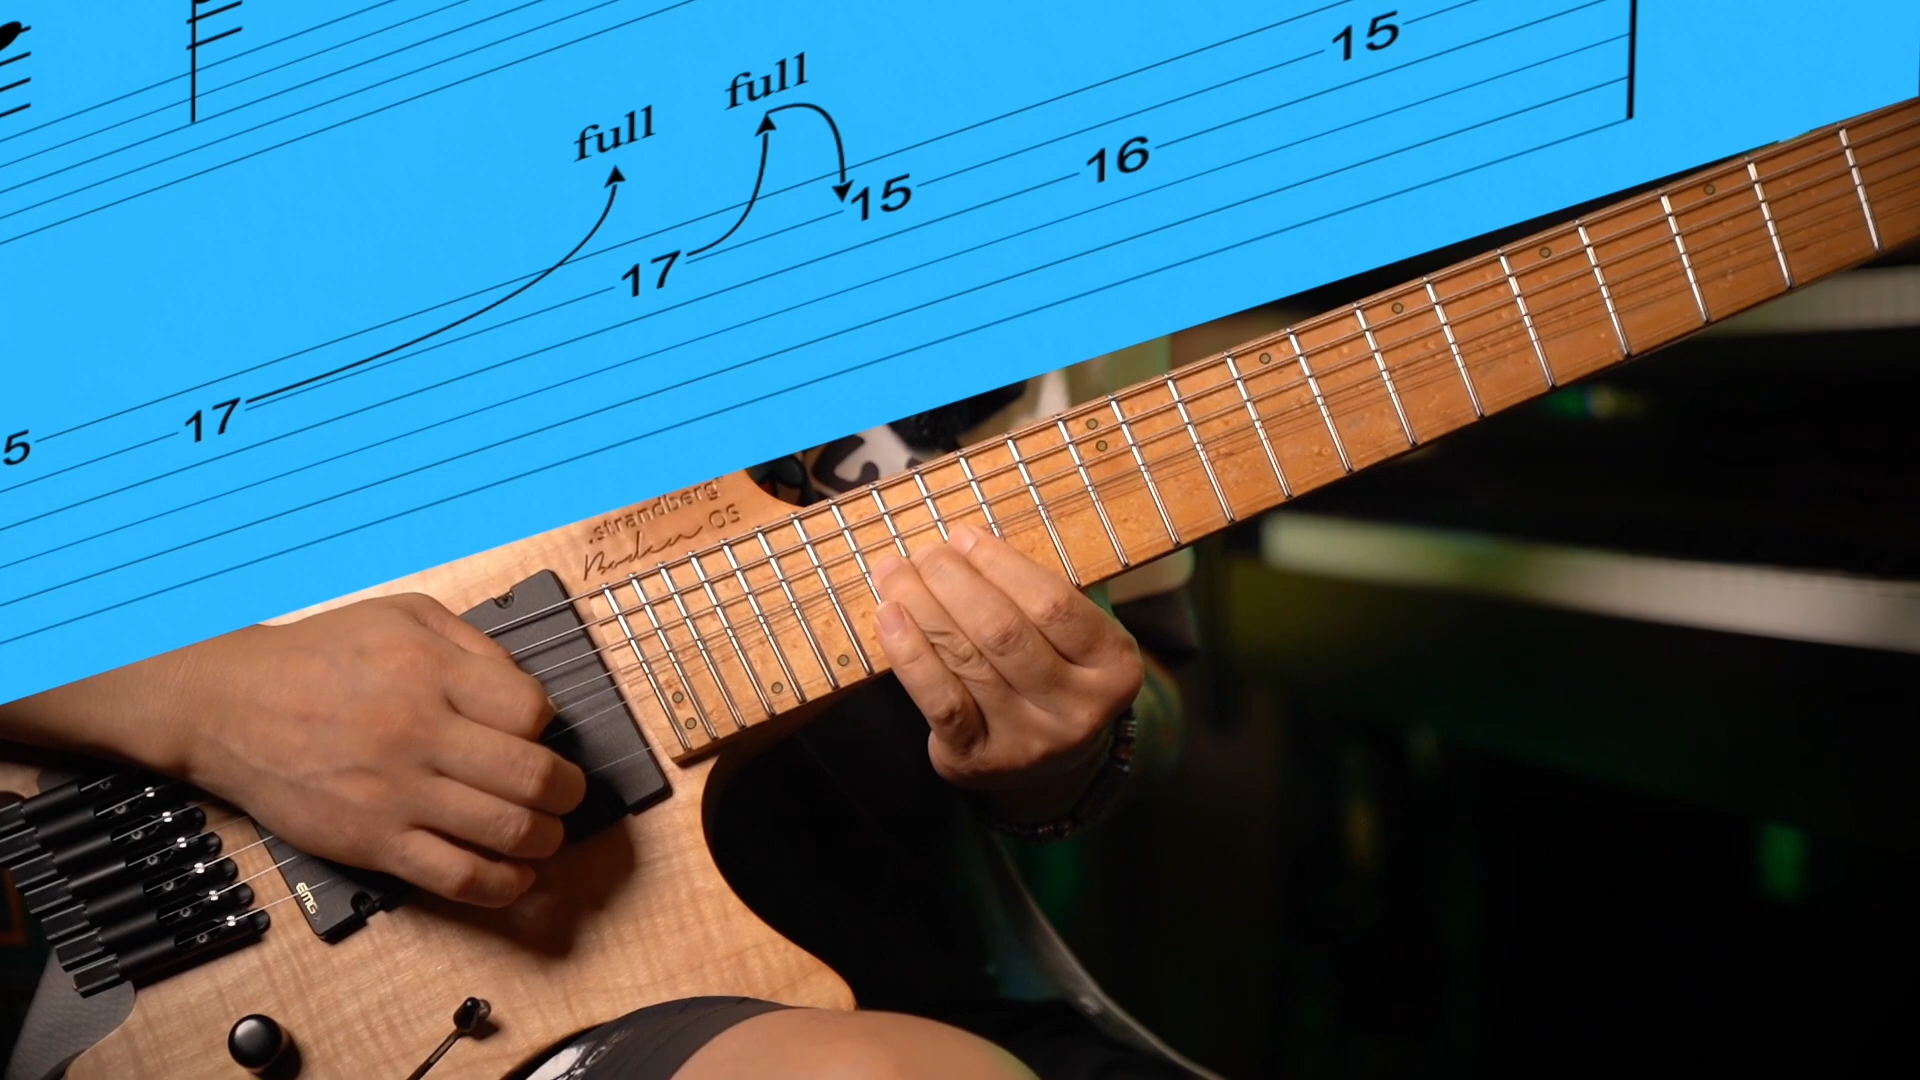 full full
15
5 17 17 15 16
.strandberg*
Boden OS
EMG